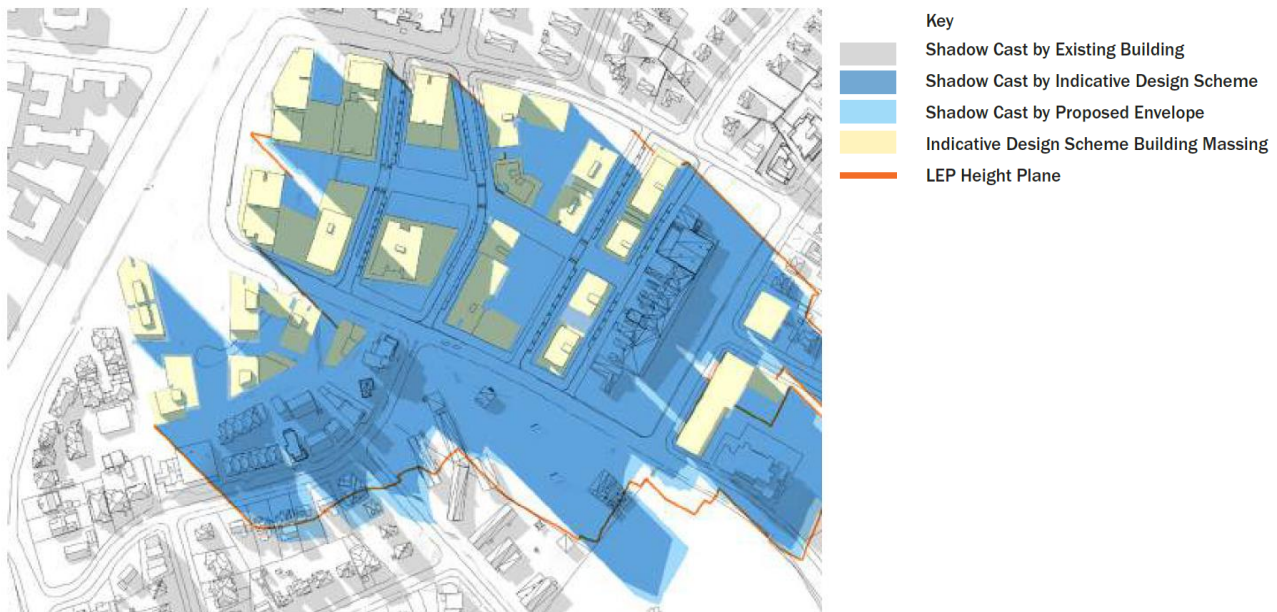 Key
Shadow Cast by Existing Building
Shadow Cast by Indicative Design Scheme
Shadow Cast by Proposed Envelope
Indicative Design Scheme Building Massing
LEP Height Plane